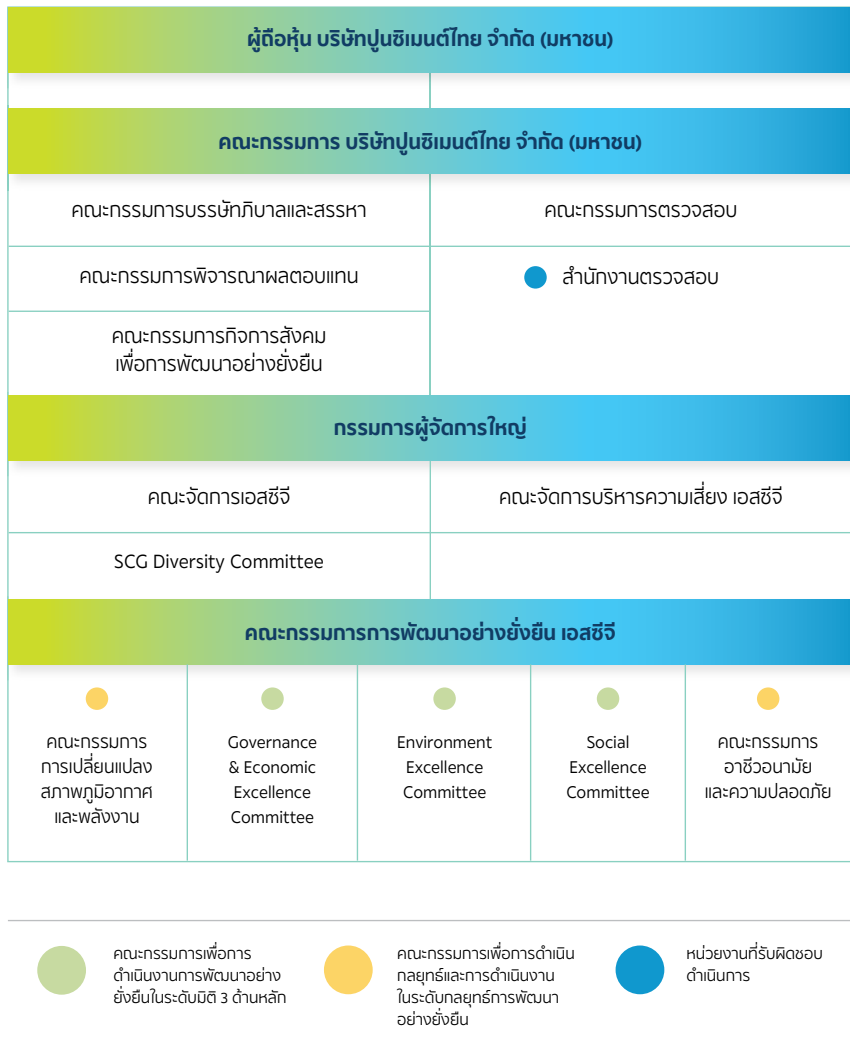 ผู้ถือหุ้น บริษัทปูนซิเมนต์ไทย จำกัด (มหาชน)
คณะกรรมการ บริษัทปูนซิเมนต์ไทย จำกัด (มหาชน)
คณะกรรมการบรรษัทภิบาลและสรรหา
คณะกรรมการตรวจสอบ
คณะกรรมการพิจารณาผลตอบแทน
สำนักงานตรวจสอบ
คณะกรรมการกิจการสังคม
เพื่อการพัฒนาอย่างยั่งยืน
กรรมการผู้จัดการใหญ่
คณะจัดการเอสซีจี
คณะจัดการบริหารความเสี่ยง เอสซีจี
SCG Diversity Committee
คณะกรรมการการพัฒนาอย่างยั่งยืน เอสซีจี
คณะกรรมการ
การเปลี่ยนแปลง
สภาพภูมิอากาศ
และพลังงาน
Governance
& Economic
Excellence
Committee
Environment
Excellence
Committee
Social
Excellence
Committee
คณะกรรมการ
อาชีวอนามัย
และความปลอดภัย
คณะกรรมการเพื่อการ
ดำเนินงานการพัฒนาอย่าง
ยั่งยืนในระดับมิติ 3 ด้านหลัก
คณะกรรมการเพื่อการดำเนิน
กลยุทธ์และการดำเนินงาน
ในระดับกลยุทธ์การพัฒนา
อย่างยั่งยืน
หน่วยงานที่รับผิดชอบ
ดำเนินการ